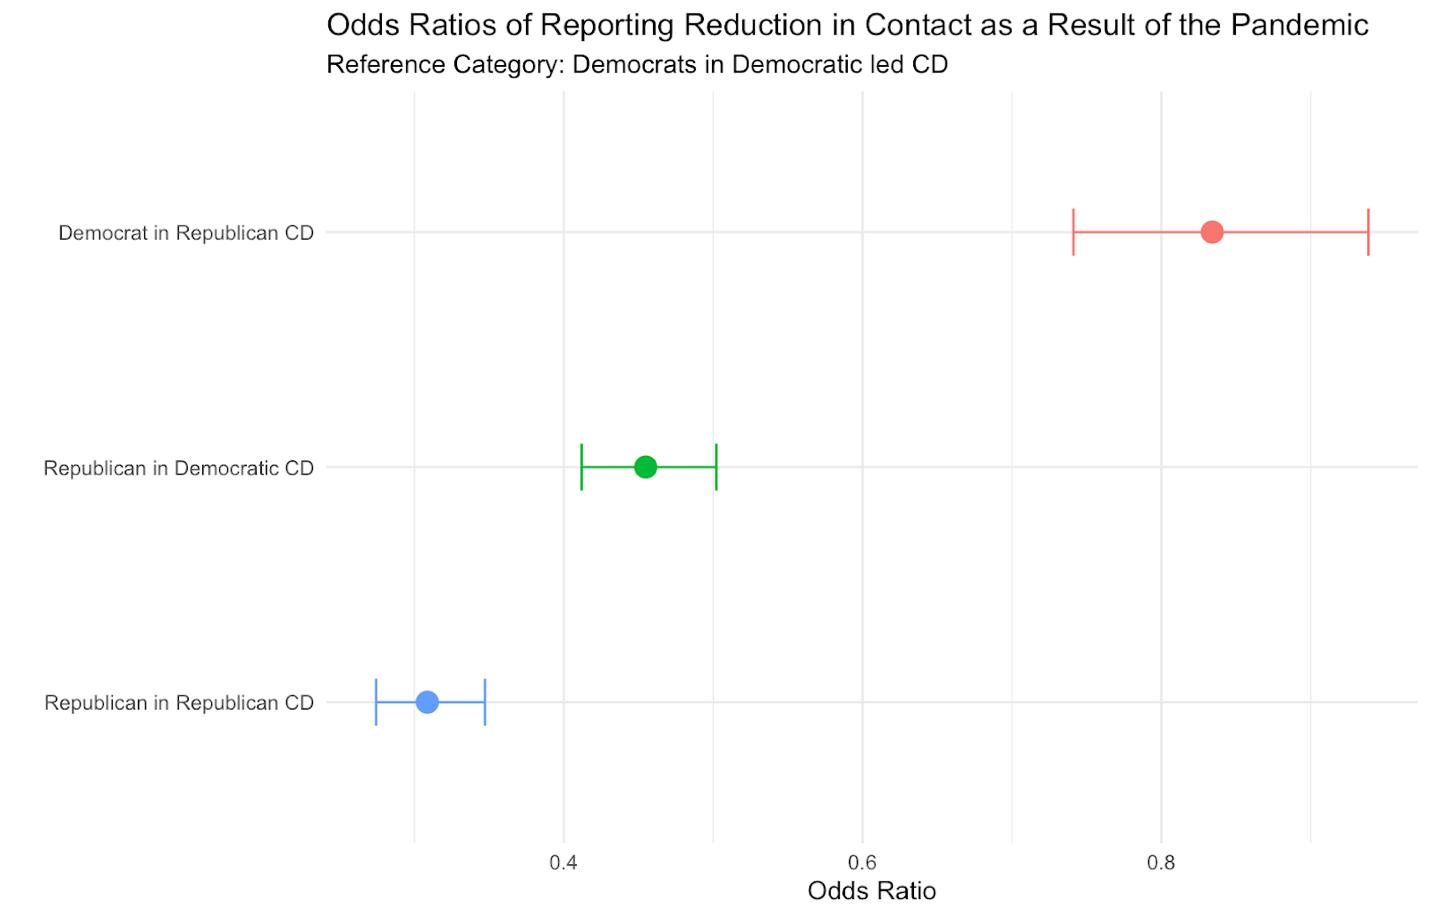 Odds Ratios of Reporting Reduction in Contact as a Result of the Pandemic
Reference Category: Democrats in Democratic led CD
Democrat in Republican CD
Republican in Democratic CD
Republican in Republican CD
0.4
0.6
0.8
Odds Ratio